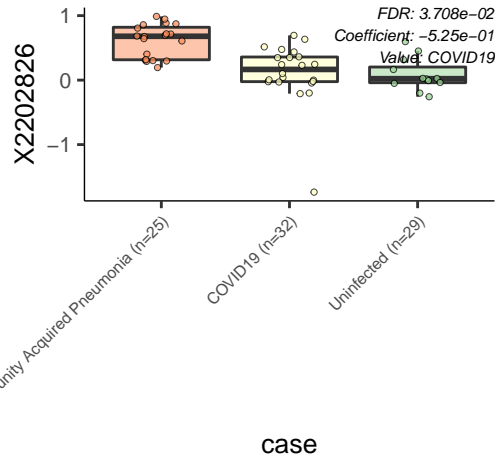 FDR: 3.708e−02
Coefficient: −5.25e−01
Value: COVID19
X2202826
1
0
−1
unity Acquired Pneumonia (n=25)
COVID19 (n=32)
Uninfected (n=29)
case